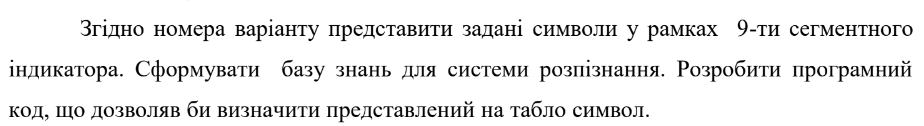 Згідно номера варіанту представити задані символи у рамках 9-ти сегментного
індикатора. Сформувати базу знань для системи розпізнання. Розробити програмний
код, що дозволяв би визначити представлений на табло символ.